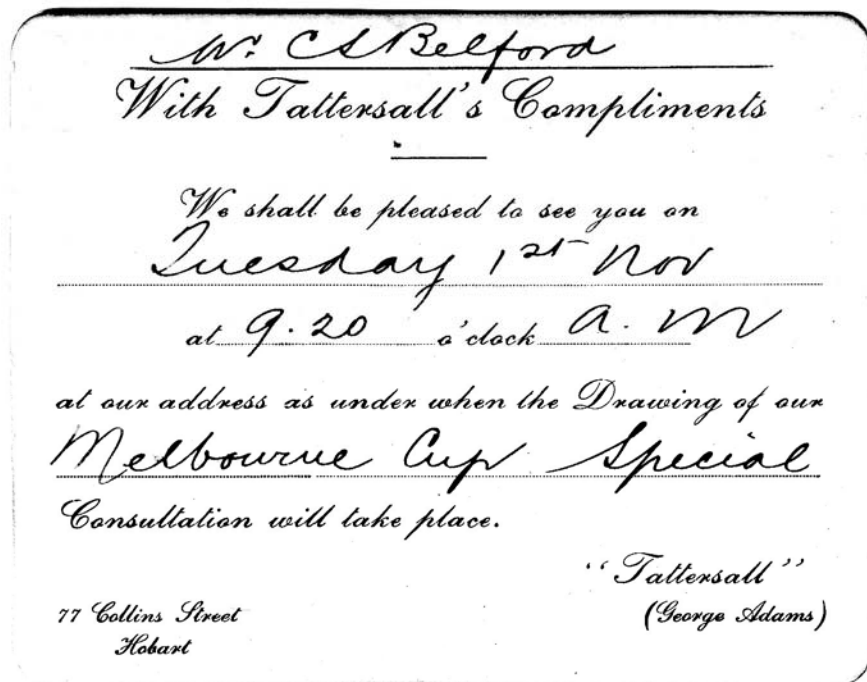 Mr. C S Belford
With Tattersall's Compliments
We shall be pleased to see you on
Tuesday 1st Nov
at 9.20 o'clock a.m
at our address as under when the Drawing of our
Melbourne Cup Special
Consultation will take place.
"Tattersall"
77 Collins Street (George Adams)
Hobart